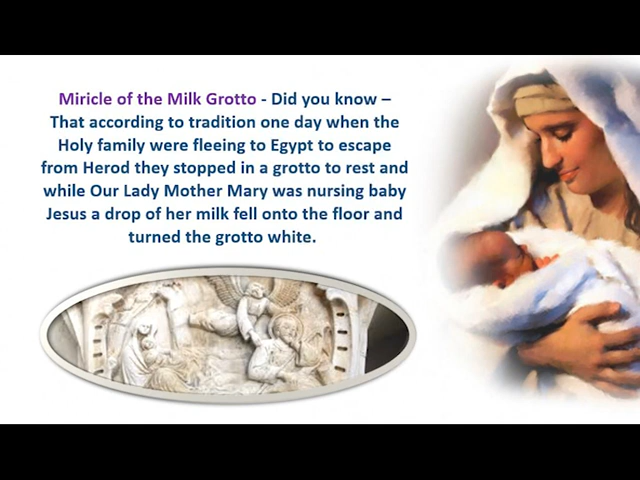 Miricle of the Milk Grotto - Did you know –
That according to tradition one day when the
Holy family were fleeing to Egypt to escape
from Herod they stopped in a grotto to rest and
while Our Lady Mother Mary was nursing baby
Jesus a drop of her milk fell onto the floor and
turned the grotto white.